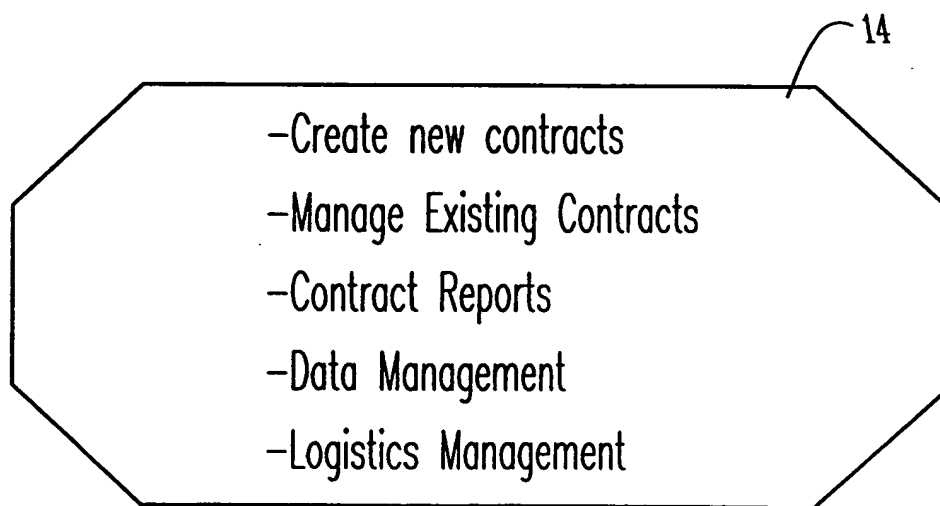 14
-Create new contracts
-Manage Existing Contracts
-Contract Reports
-Data Management
-Logistics Management